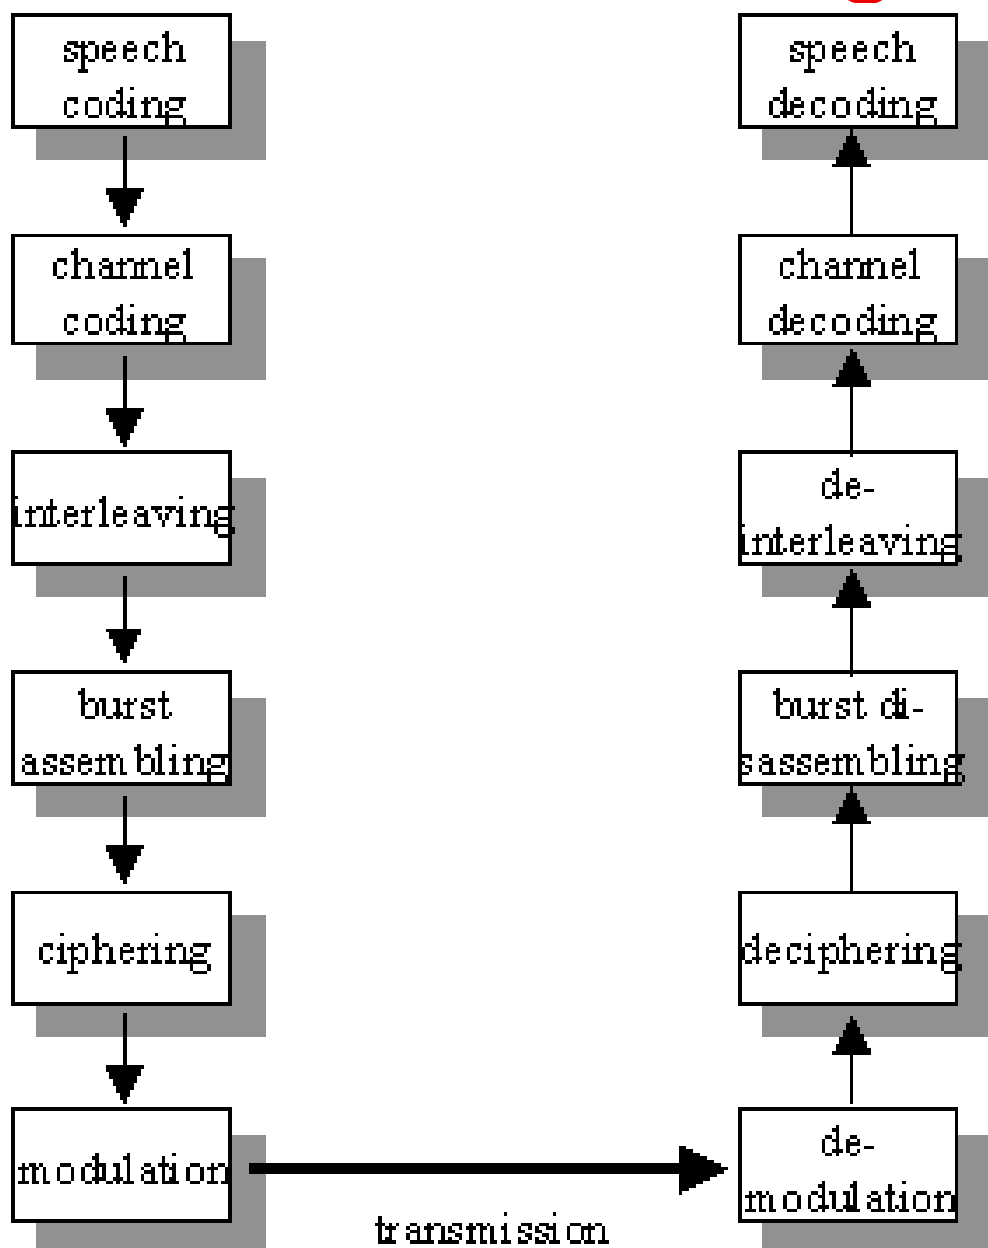 speech
coding
channel
coding
interleaving
burst
assembling
ciphering
modulation
transmission
speech
decoding
channel
decoding
de-
interleaving
burst di-
sassembling
deciphering
de-
modulation